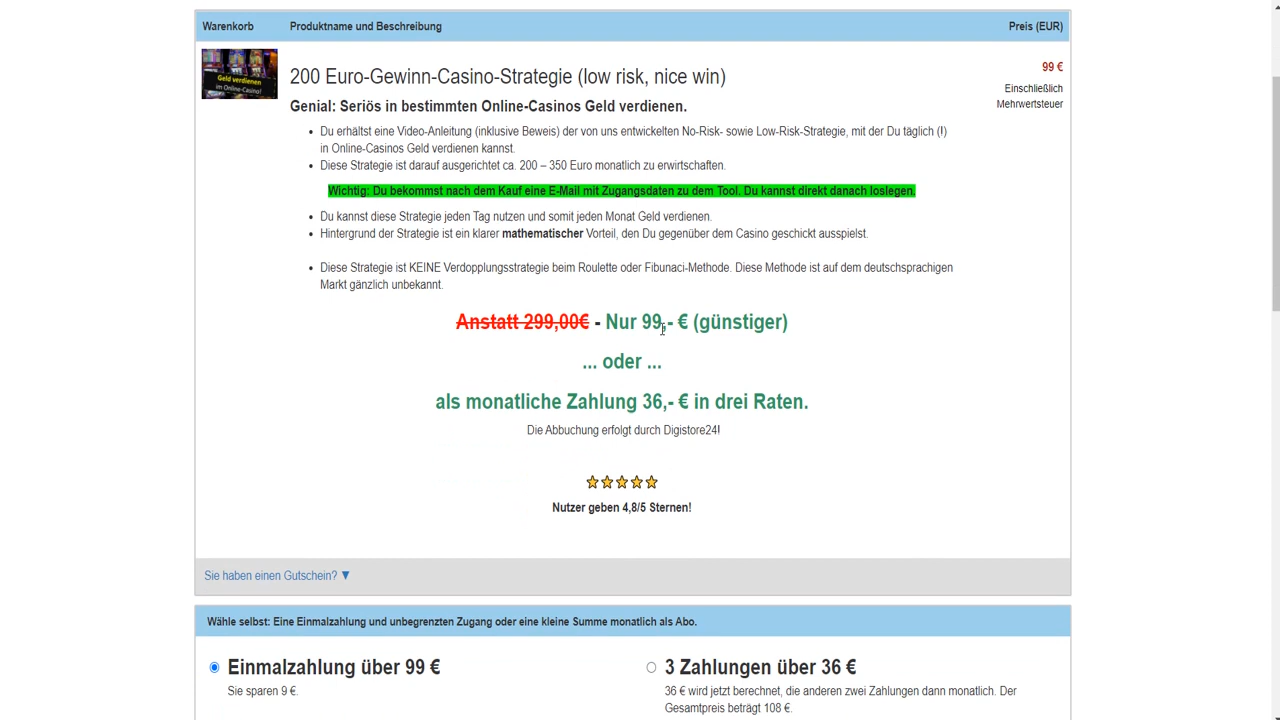 Warenkorb Produktname und Beschreibung Preis (EUR)
Geld verdienen
im Online-Casino!
200 Euro-Gewinn-Casino-Strategie (low risk, nice win)
99 €
Einschließlich
Mehrwertsteuer
Genial: Seriös in bestimmten Online-Casinos Geld verdienen.
• Du erhältst eine Video-Anleitung (inklusive Beweis) der von uns entwickelten No-Risk- sowie Low-Risk-Strategie, mit der Du täglich (!)
in Online-Casinos Geld verdienen kannst.
• Diese Strategie ist darauf ausgerichtet ca. 200 – 350 Euro monatlich zu erwirtschaften.
Wichtig: Du bekommst nach dem Kauf eine E-Mail mit Zugangsdaten zu dem Tool. Du kannst direkt danach loslegen.
• Du kannst diese Strategie jeden Tag nutzen und somit jeden Monat Geld verdienen.
• Hintergrund der Strategie ist ein klarer mathematischer Vorteil, den Du gegenüber dem Casino geschickt ausspielst.
• Diese Strategie ist KEINE Verdopplungsstrategie beim Roulette oder Fibunaci-Methode. Diese Methode ist auf dem deutschsprachigen
Markt gänzlich unbekannt.
Anstatt 299,00€ - Nur 99,- € (günstiger)
... oder ...
als monatliche Zahlung 36,- € in drei Raten.
Die Abbuchung erfolgt durch Digistore24!
Nutzer geben 4,8/5 Sternen!
Sie haben einen Gutschein? ▼
Wähle selbst: Eine Einmalzahlung und unbegrenzten Zugang oder eine kleine Summe monatlich als Abo.
Einmalzahlung über 99 €
Sie sparen 9 €.
3 Zahlungen über 36 €
36 € wird jetzt berechnet, die anderen zwei Zahlungen dann monatlich. Der
Gesamtpreis beträgt 108 €.